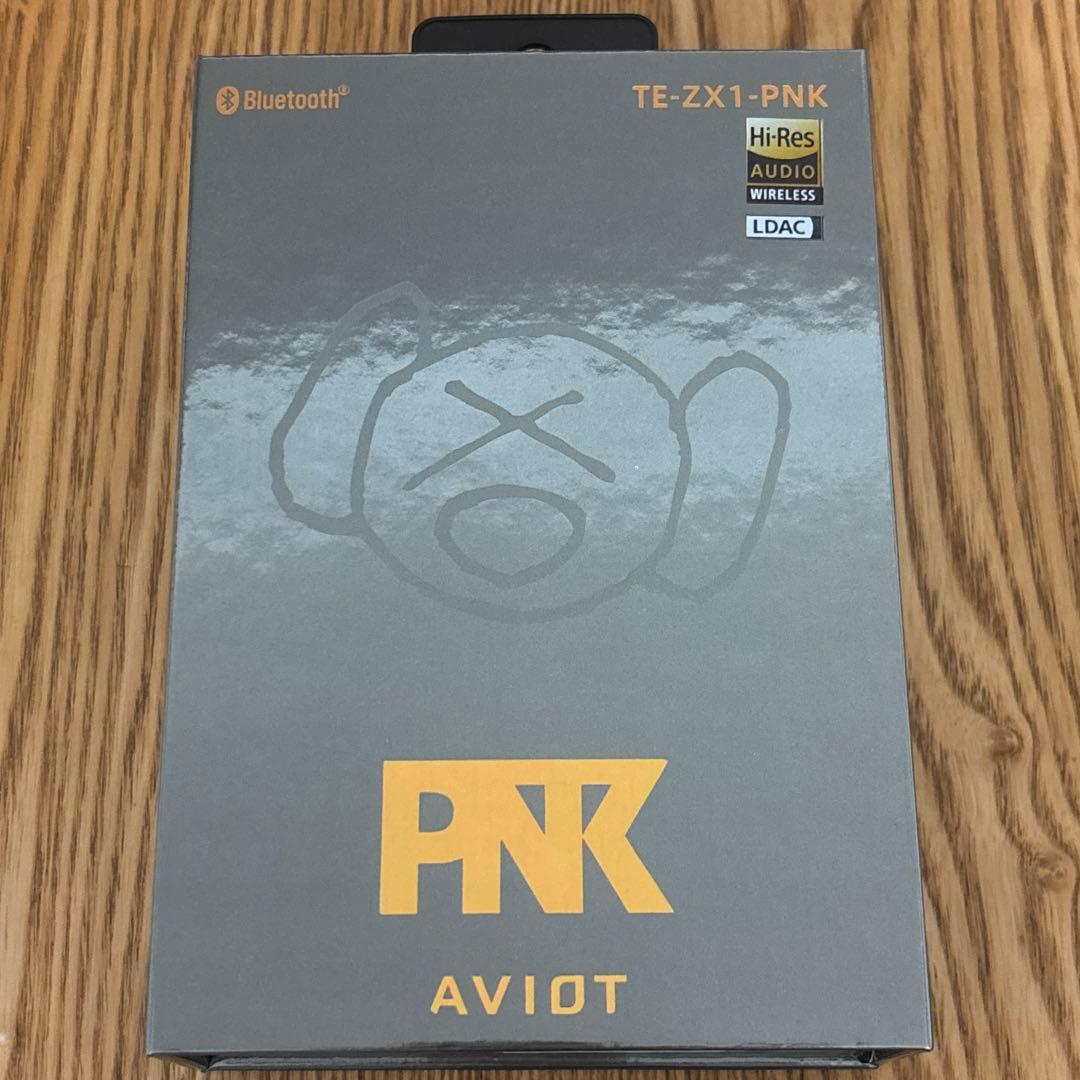 Bluetooth®
TE-ZX1-PNK
Hi-Res
AUDIO
WIRELESS
LDAC
PNK
AVIOT